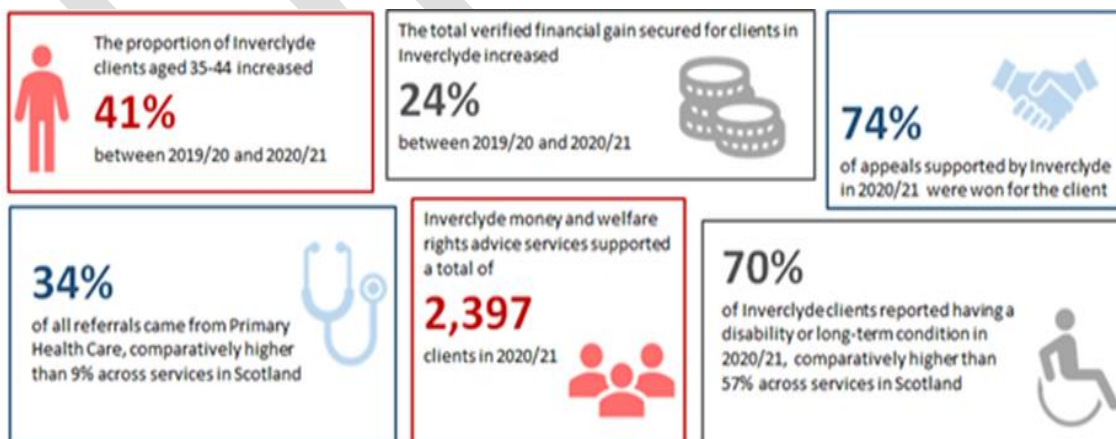 The proportion of Inverclyde
clients aged 35-44 increased
41%
between 2019/20 and 2020/21
The total verified financial gain secured for clients in
Inverclyde increased
24%
between 2019/20 and 2020/21
74%
of appeals supported by Inverclyde
in 2020/21 were won for the client
34%
of all referrals came from Primary
Health Care, comparatively higher
than 9% across services in Scotland
Inverclyde money and welfare
rights advice services supported
a total of
2,397
clients in 2020/21
70%
of Inverclyde clients reported having a
disability or long-term condition in
2020/21, comparatively higher than
57% across services in Scotland